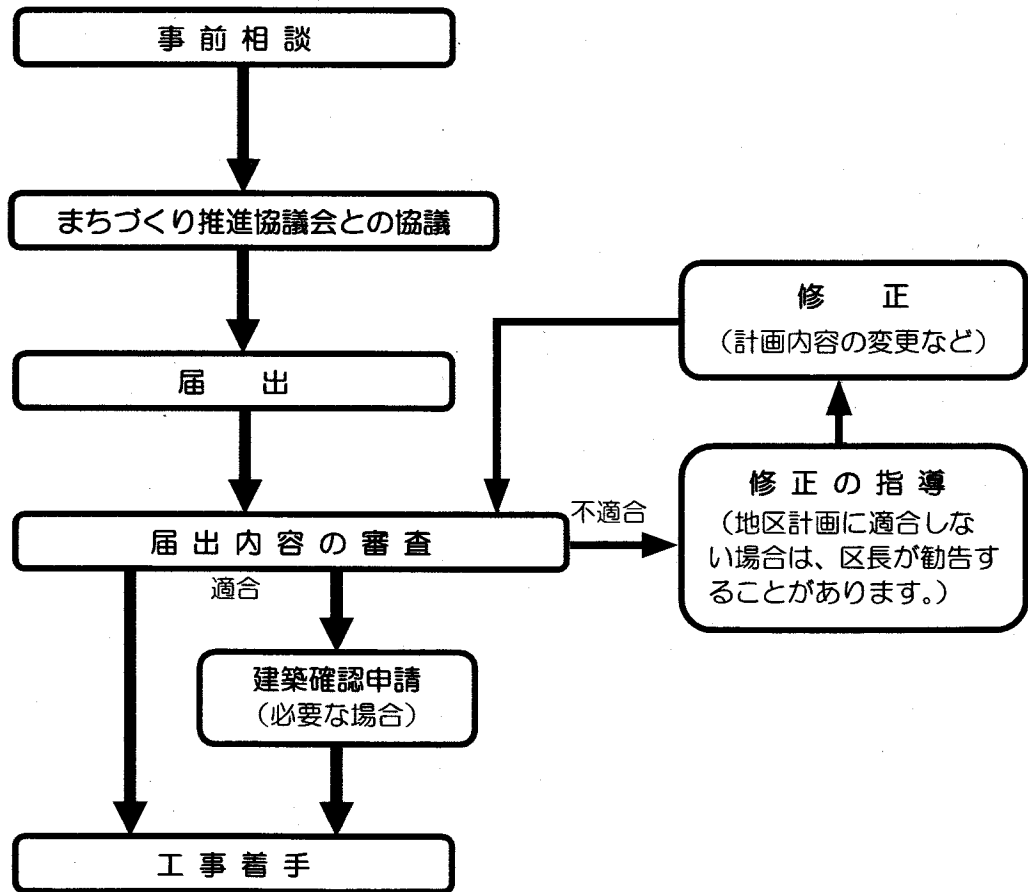 事前相談
まちづくり推進協議会との協議
届　出
届出内容の審査
適合
不適合
修正の指導
（地区計画に適合しな
い場合は、区長が勧告す
ることがあります。）
修　正
（計画内容の変更など）
建築確認申請
（必要な場合）
工事着手